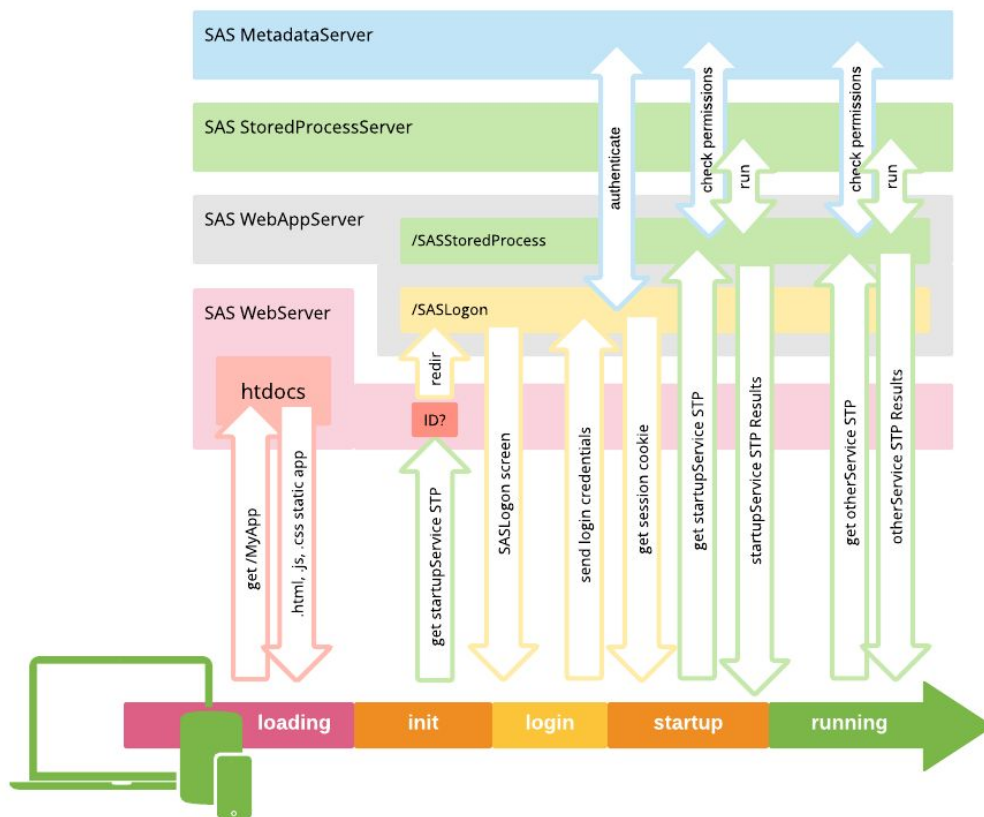 SAS MetadataServer
SAS StoredProcessServer
SAS WebAppServer
/SASStoredProcess
/SASLogon
SAS WebServer
htdocs
ID?
redir
authenticate
check permissions
run
check permissions
run
get /MyApp
.html, .js, .css static app
get startupService STP
SASLogon screen
send login credentials
get session cookie
get startupService STP
startupService STP Results
get otherService STP
otherService STP Results
loading
init
login
startup
running